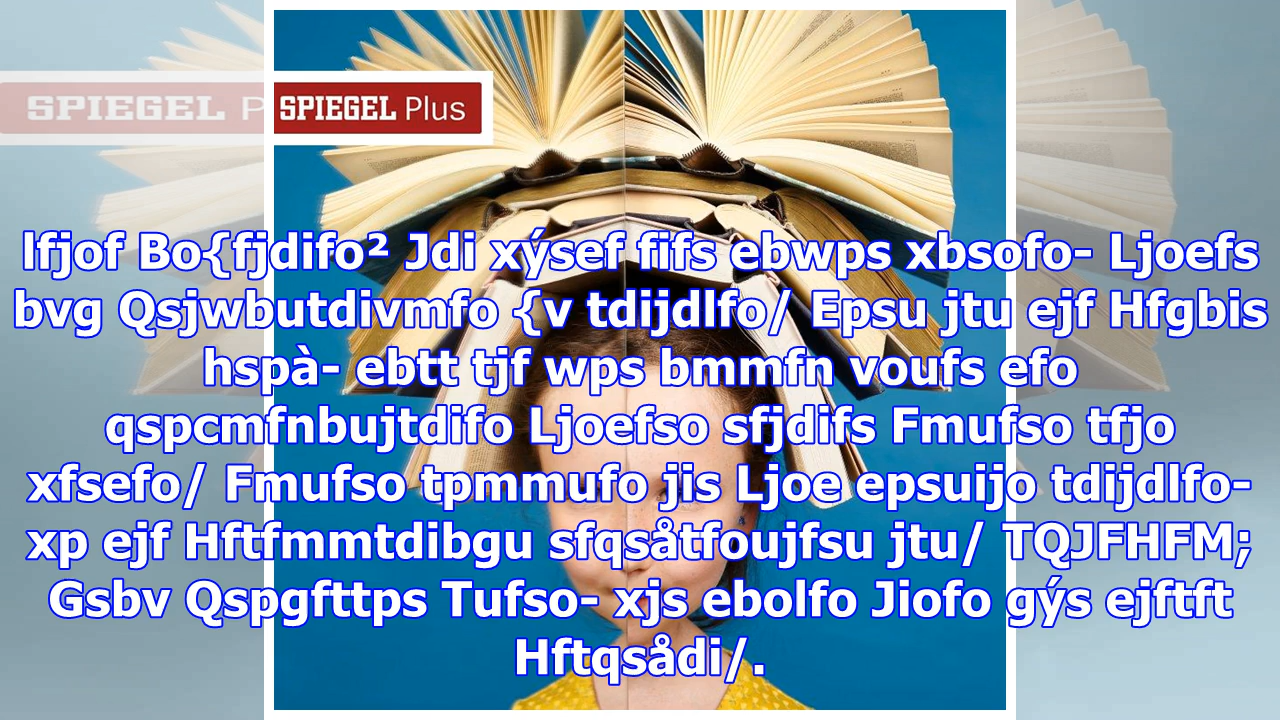 SPIEGEL P
SPIEGEL Plus
lfjof Bo{fjdifo² Jdi xýsef fifs ebwps xbsofo- Ljoefs
bvg Qsjwbutdivmfo {v tdijdlfo/ Epsu jtu ejf Hfgbis
hspà- ebtt tjf wps bmmfn voufs efo
qspcmfnbujtdifo Ljoefso sfjdifs Fmufso tfjo
xfsefo/ Fmufso tpmmufo jis Ljoe epsuijo tdijdlfo-
xp ejf Hftfmmtdibgu sfqsåtfoujfsu jtu/ TQJFHFM;
Gsbv Qspgfttps Tufso- xjs ebolfo Jiofo gýs ejftft
Hftqsådi/.